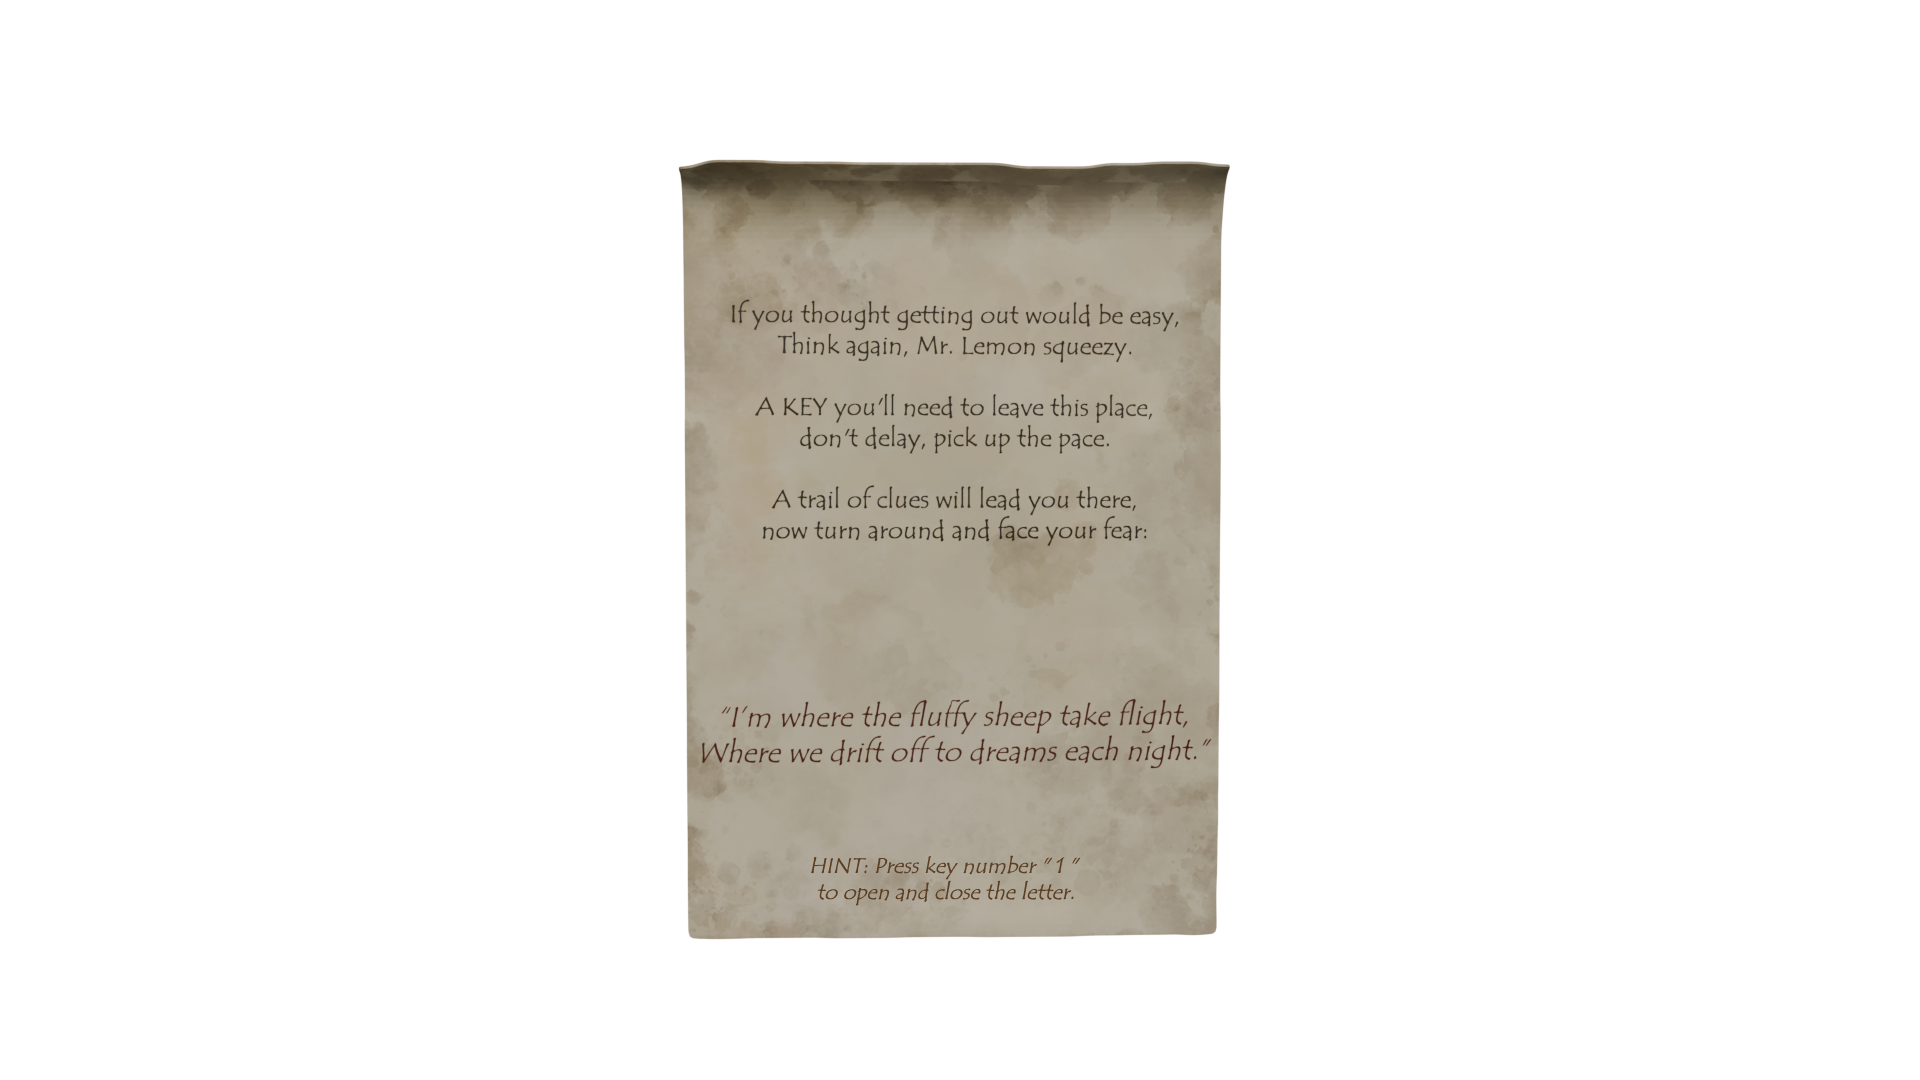 If you thought getting out would be easy,
Think again, Mr. Lemon squeezy.
A KEY you'll need to leave this place,
don't delay, pick up the pace.
A trail of clues will lead you there,
now turn around and face your fear:
"I'm where the fluffy sheep take flight,
Where we drift off to dreams each night."
HINT: Press key number "1"
to open and close the letter.